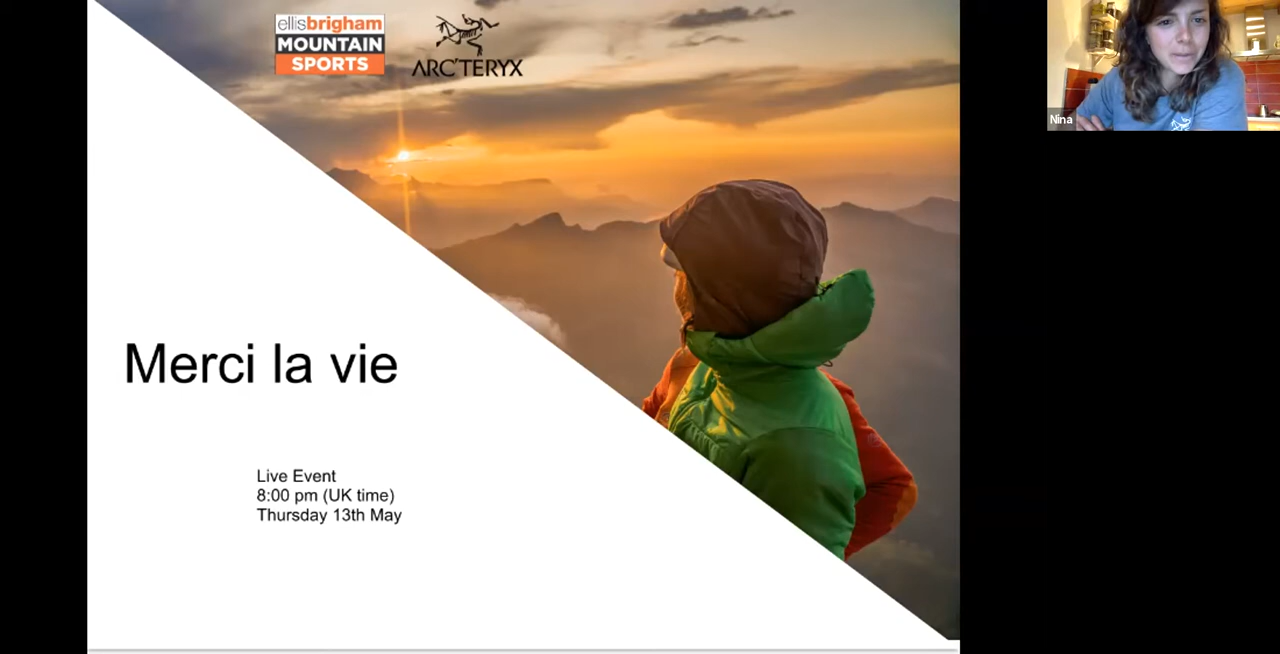 ellisbrigham
MOUNTAIN
SPORTS
ARC'TERYX
Nina
Merci la vie
Live Event
8:00 pm (UK time)
Thursday 13th May